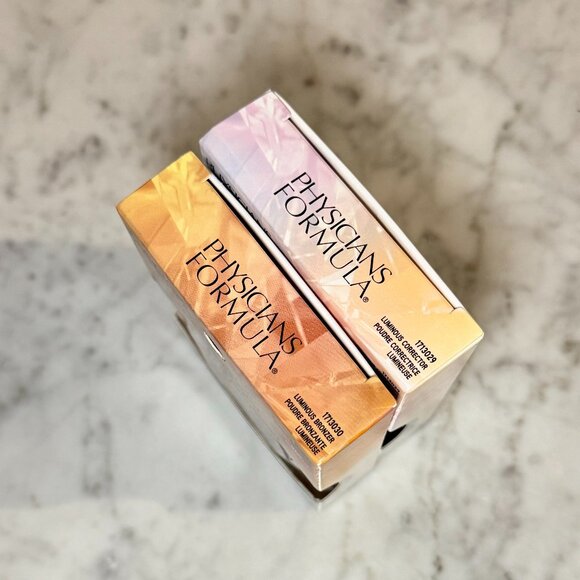 PHYSICIANS
FORMULA®
1713029
LUMINOUS CORRECTOR
POUDRE CORRECTRICE
LUMINEUSE
PHYSICIANS
FORMULA®
1713030
LUMINOUS BRONZER
POUDRE BRONZANTE
LUMINEUSE